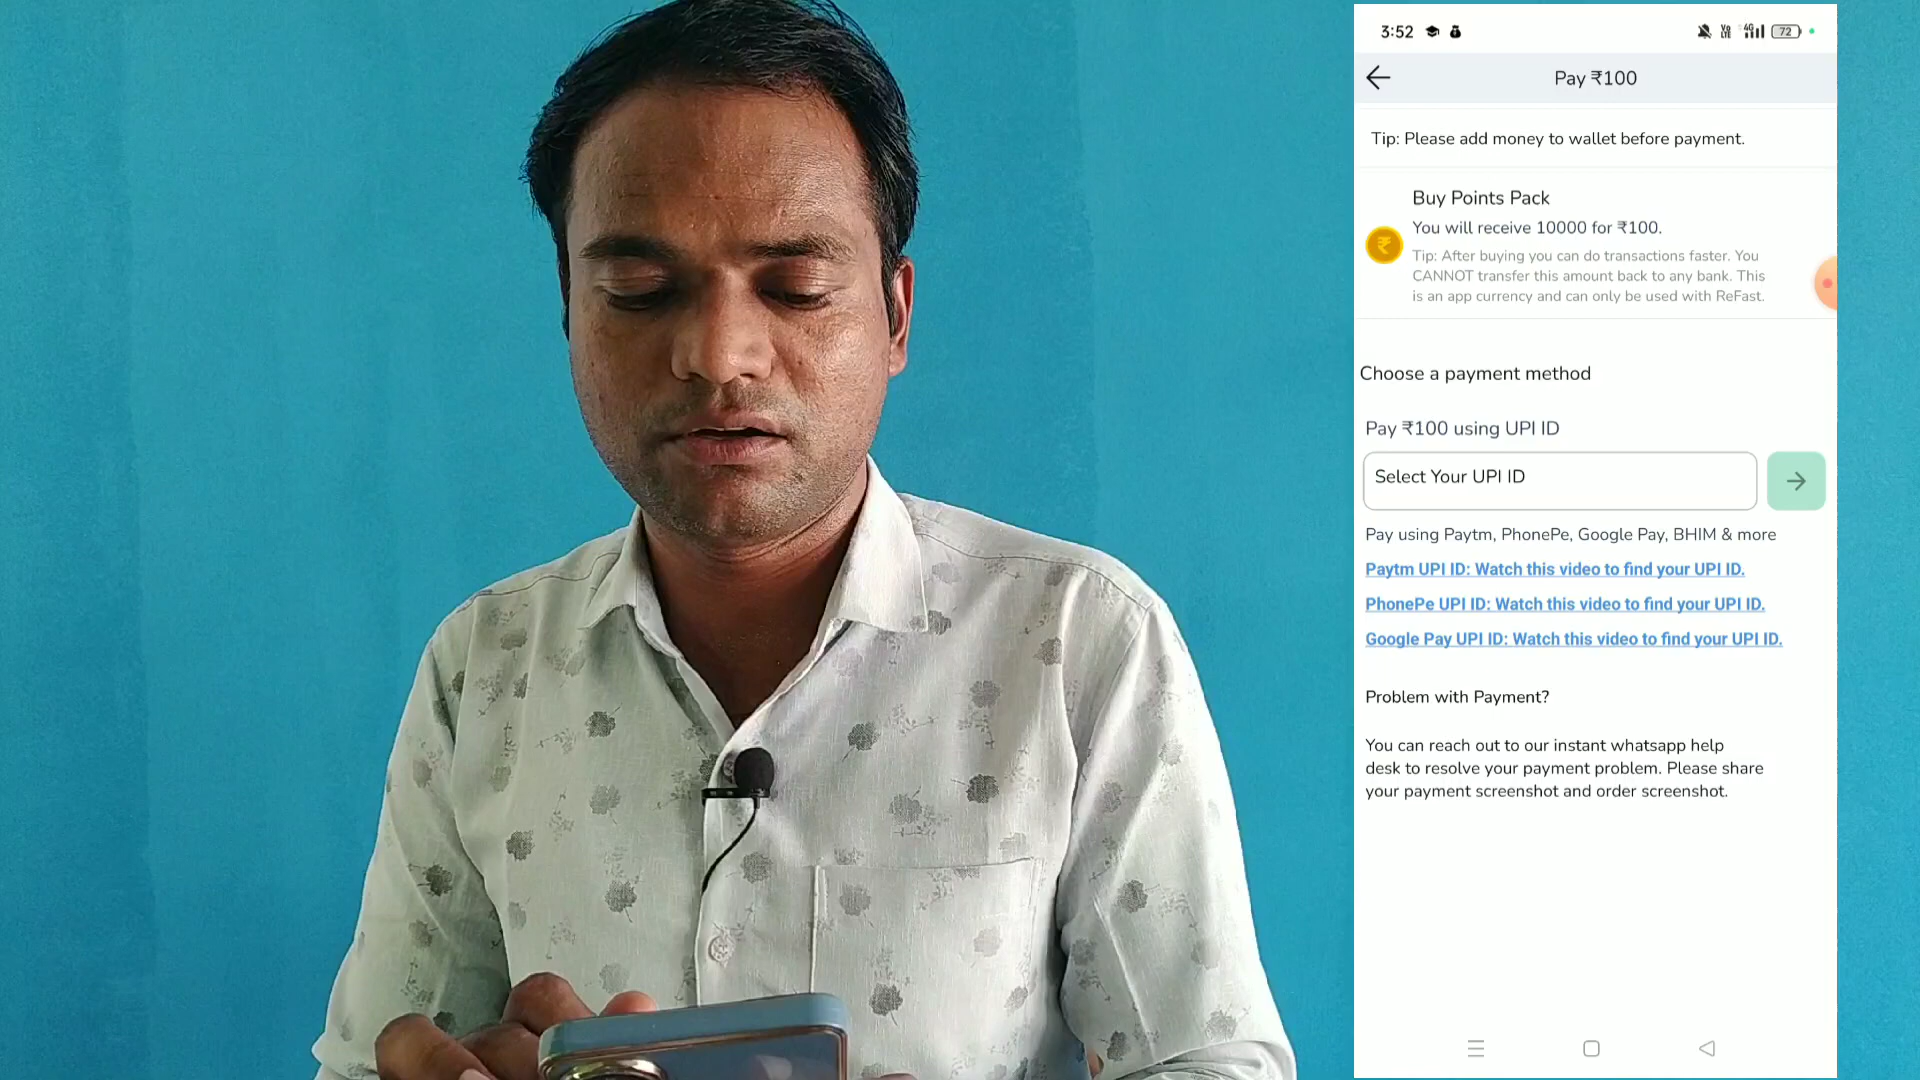 3:52
Vo LTE 4G 72
Pay ₹100
Tip: Please add money to wallet before payment.
Buy Points Pack
You will receive 10000 for ₹100.
Tip: After buying you can do transactions faster. You
CANNOT transfer this amount back to any bank. This
is an app currency and can only be used with ReFast.
Choose a payment method
Pay ₹100 using UPI ID
Select Your UPI ID
Pay using Paytm, PhonePe, Google Pay, BHIM & more
Paytm UPI ID: Watch this video to find your UPI ID.
PhonePe UPI ID: Watch this video to find your UPI ID.
Google Pay UPI ID: Watch this video to find your UPI ID.
Problem with Payment?
You can reach out to our instant whatsapp help
desk to resolve your payment problem. Please share
your payment screenshot and order screenshot.